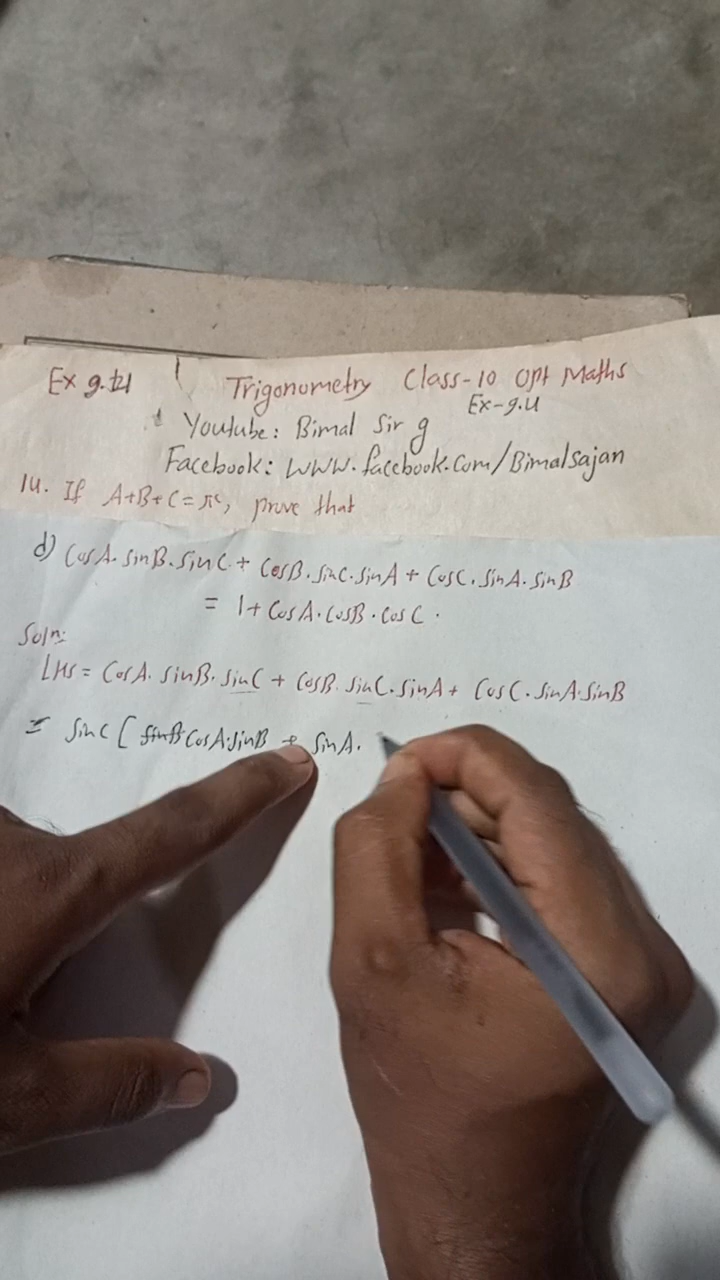 Ex 9.4 Trigonometry Class-10 Opt Maths
Ex-9.4
Youtube: Bimal Sir g
Facebook: WWW.facebook.com/Bimalsajan
14. If A+B+C=πᶜ, prove that
d) CosA. sinB. sinC + CosB. sinC. sinA + CosC. sinA. sinB
= 1+ CosA. CosB. CosC.
Soln:
LHS = CosA. sinB. sinC + CosB. sinC. sinA + CosC. sinA. sinB
= sinC [ CosA. sinB + sinA.